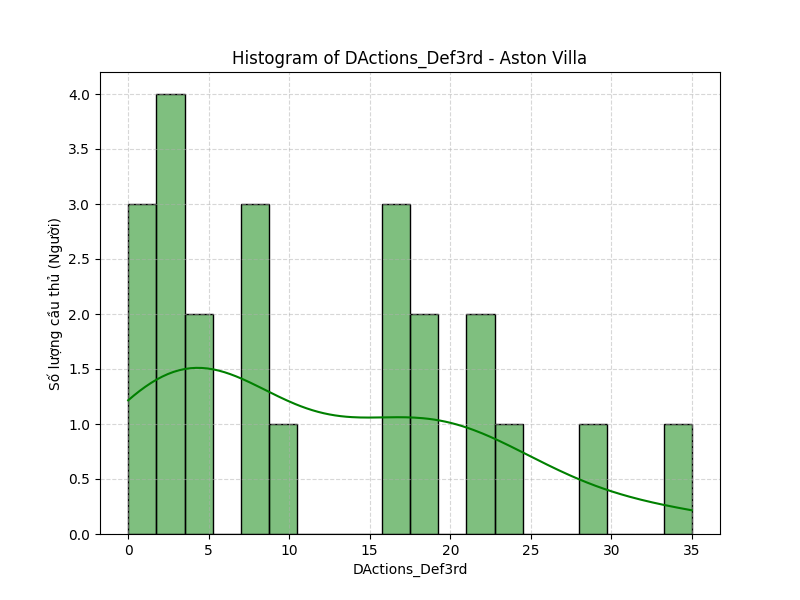 Histogram of DActions_Def3rd - Aston Villa
Số lượng cầu thủ (Người)
4.0
3.5
3.0
2.5
2.0
1.5
1.0
0.5
0.0
0 5 10 15 20 25 30 35
DActions_Def3rd